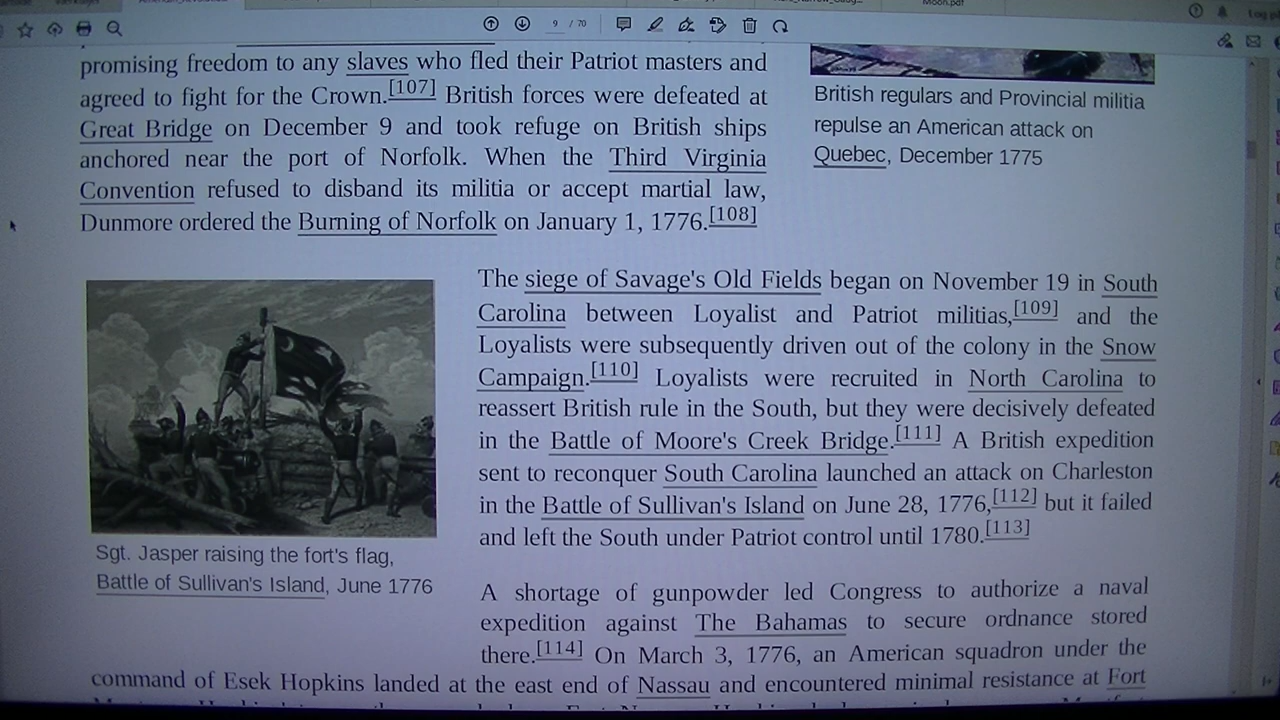 Moon.pdf
9 / 70
promising freedom to any slaves who fled their Patriot masters and
agreed to fight for the Crown.[107] British forces were defeated at
Great Bridge on December 9 and took refuge on British ships
anchored near the port of Norfolk. When the Third Virginia
Convention refused to disband its militia or accept martial law,
Dunmore ordered the Burning of Norfolk on January 1, 1776.[108]
British regulars and Provincial militia
repulse an American attack on
Quebec, December 1775
The siege of Savage's Old Fields began on November 19 in South
Carolina between Loyalist and Patriot militias,[109] and the
Loyalists were subsequently driven out of the colony in the Snow
Campaign.[110] Loyalists were recruited in North Carolina to
reassert British rule in the South, but they were decisively defeated
in the Battle of Moore's Creek Bridge.[111] A British expedition
sent to reconquer South Carolina launched an attack on Charleston
in the Battle of Sullivan's Island on June 28, 1776,[112] but it failed
and left the South under Patriot control until 1780.[113]
Sgt. Jasper raising the fort's flag,
Battle of Sullivan's Island, June 1776
A shortage of gunpowder led Congress to authorize a naval
expedition against The Bahamas to secure ordnance stored
there.[114] On March 3, 1776, an American squadron under the
command of Esek Hopkins landed at the east end of Nassau and encountered minimal resistance at Fort